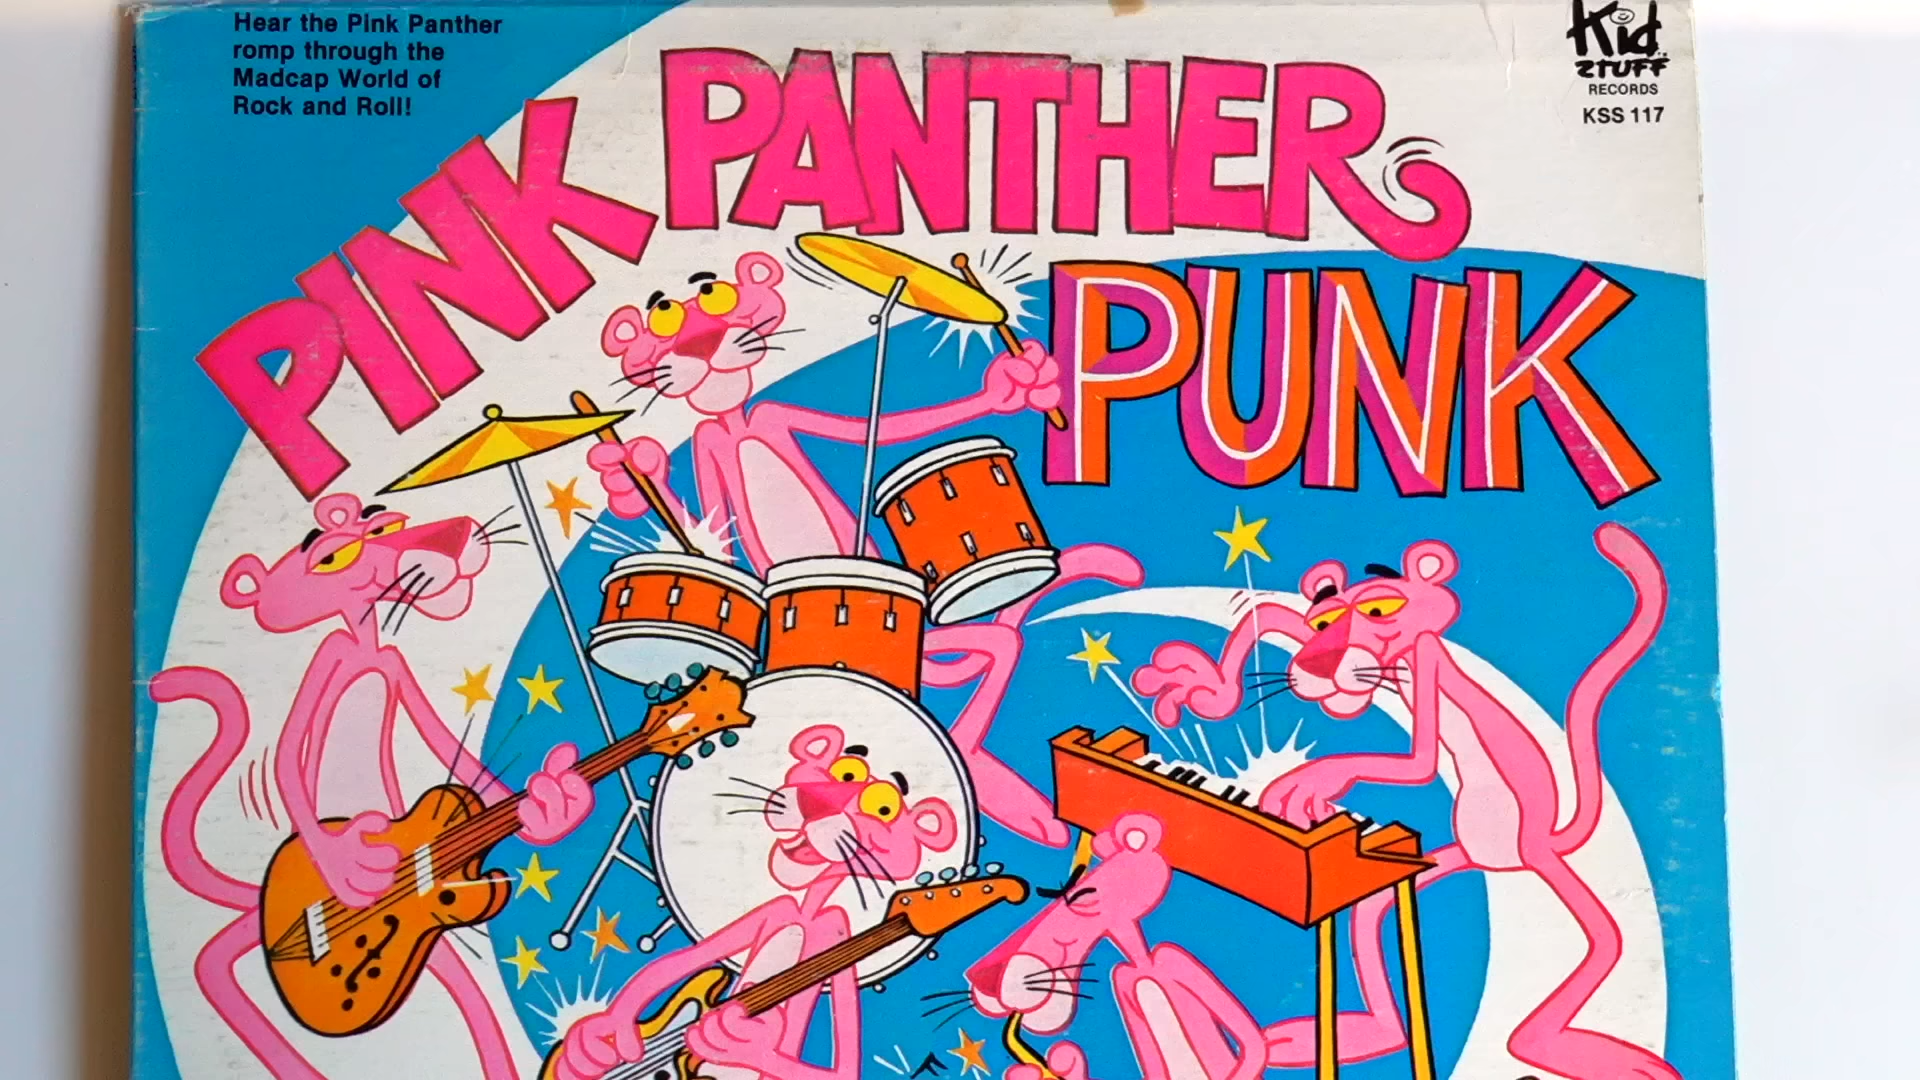 Hear the Pink Panther
romp through the
Madcap World of
Rock and Roll!
Kid
STUFF
RECORDS
KSS 117
PINK PANTHER
PUNK